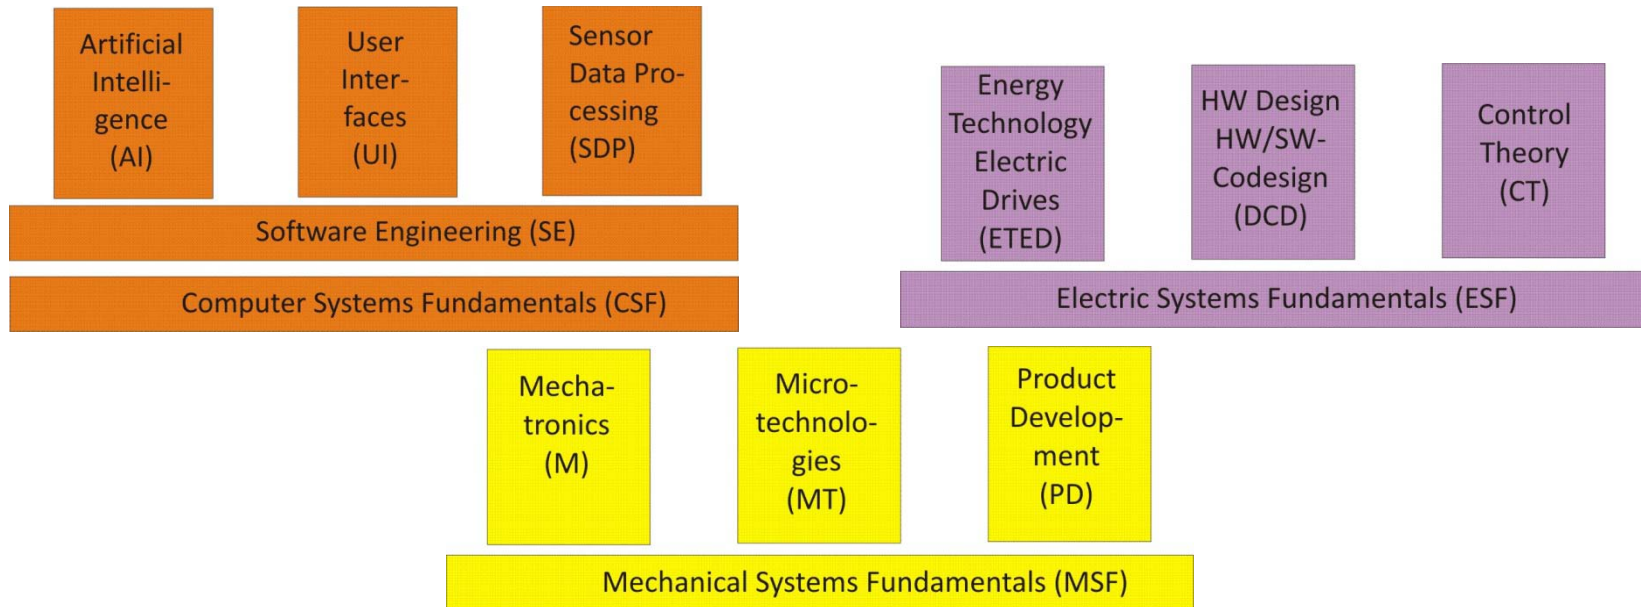 Artificial
Intelli-
gence
(AI)
User
Inter-
faces
(UI)
Sensor
Data Pro-
cessing
(SDP)
Software Engineering (SE)
Computer Systems Fundamentals (CSF)
Energy
Technology
Electric
Drives
(ETED)
HW Design
HW/SW-
Codesign
(DCD)
Control
Theory
(CT)
Electric Systems Fundamentals (ESF)
Mecha-
tronics
(M)
Micro-
technolo-
gies
(MT)
Product
Develop-
ment
(PD)
Mechanical Systems Fundamentals (MSF)